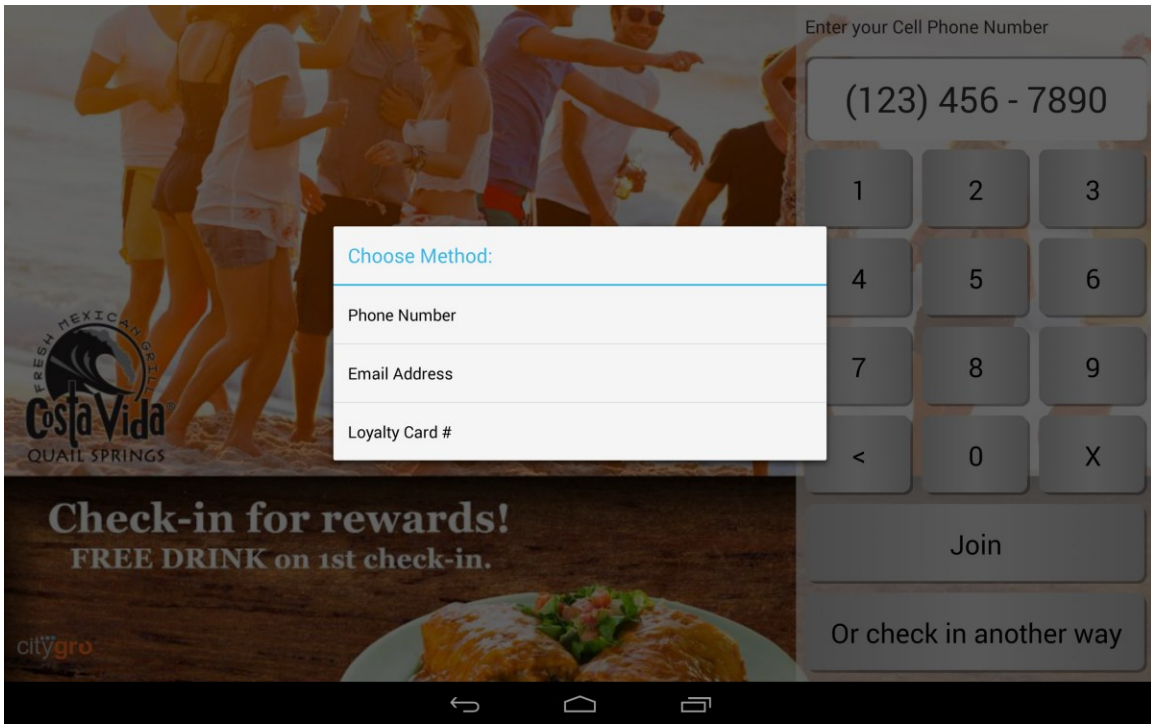 Enter your Cell Phone Number
(123) 456 - 7890
1 2 3
4 5 6
7 8 9
< 0 X
Join
Or check in another way
Choose Method:
Phone Number
Email Address
Loyalty Card #
FRESH MEXICAN GRILL
Costa Vida®
QUAIL SPRINGS
Check-in for rewards!
FREE DRINK on 1st check-in.
citygro